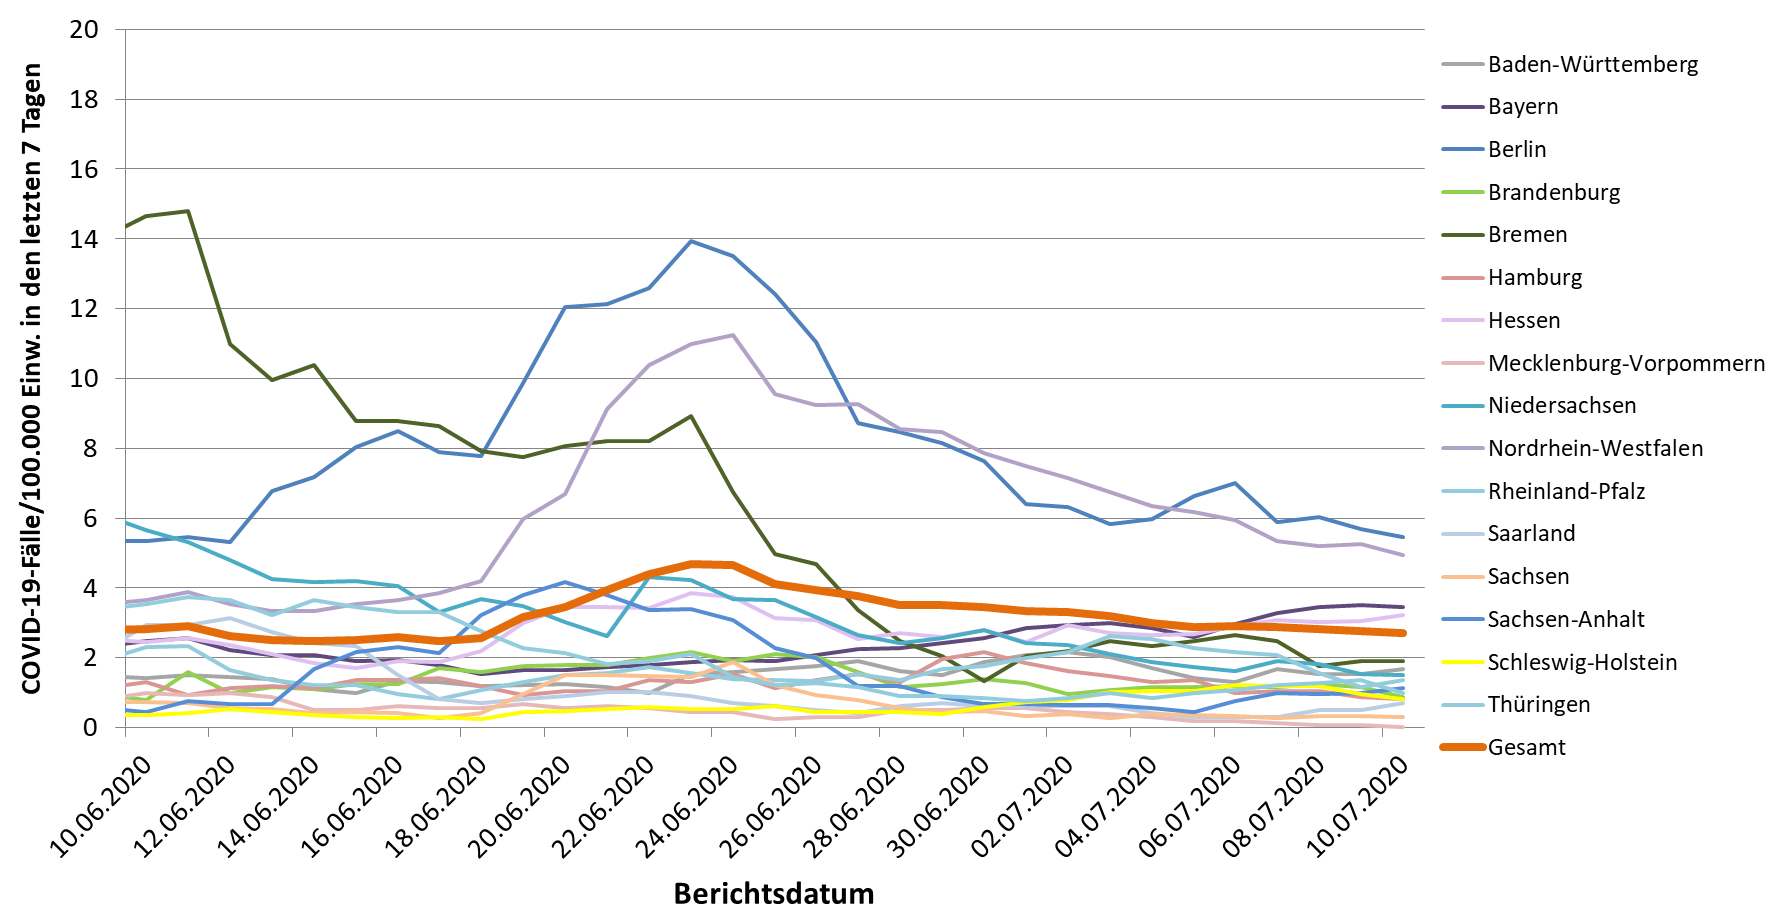 COVID-19-Fälle/100.000 Einw. in den letzten 7 Tagen
20
18
16
14
12
10
8
6
4
2
0
10.06.2020
12.06.2020
14.06.2020
16.06.2020
18.06.2020
20.06.2020
22.06.2020
24.06.2020
26.06.2020
28.06.2020
30.06.2020
02.07.2020
04.07.2020
06.07.2020
08.07.2020
10.07.2020
Berichtsdatum
Baden-Württemberg
Bayern
Berlin
Brandenburg
Bremen
Hamburg
Hessen
Mecklenburg-Vorpommern
Niedersachsen
Nordrhein-Westfalen
Rheinland-Pfalz
Saarland
Sachsen
Sachsen-Anhalt
Schleswig-Holstein
Thüringen
Gesamt